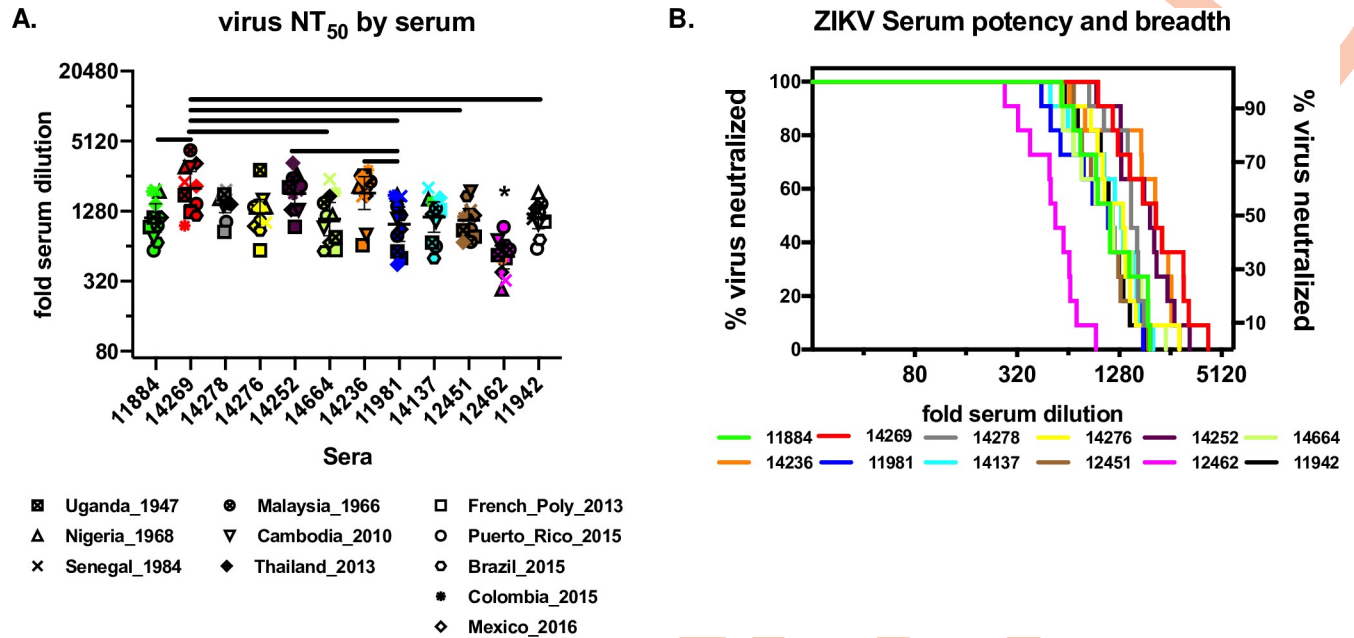 A.
virus NT50 by serum
fold serum dilution
20480
5120
1280
320
80
*
11884
14269
14278
14276
14252
14664
14236
11981
14137
12451
12462
11942
Sera
Uganda_1947
Malaysia_1966
French_Poly_2013
Nigeria_1968
Cambodia_2010
Puerto_Rico_2015
Senegal_1984
Thailand_2013
Brazil_2015
Colombia_2015
Mexico_2016
B.
ZIKV Serum potency and breadth
% virus neutralized
100
80
60
40
20
0
90
70
50
30
10
% virus neutralized
80 320 1280 5120
fold serum dilution
11884 14269 14278 14276 14252 14664
14236 11981 14137 12451 12462 11942